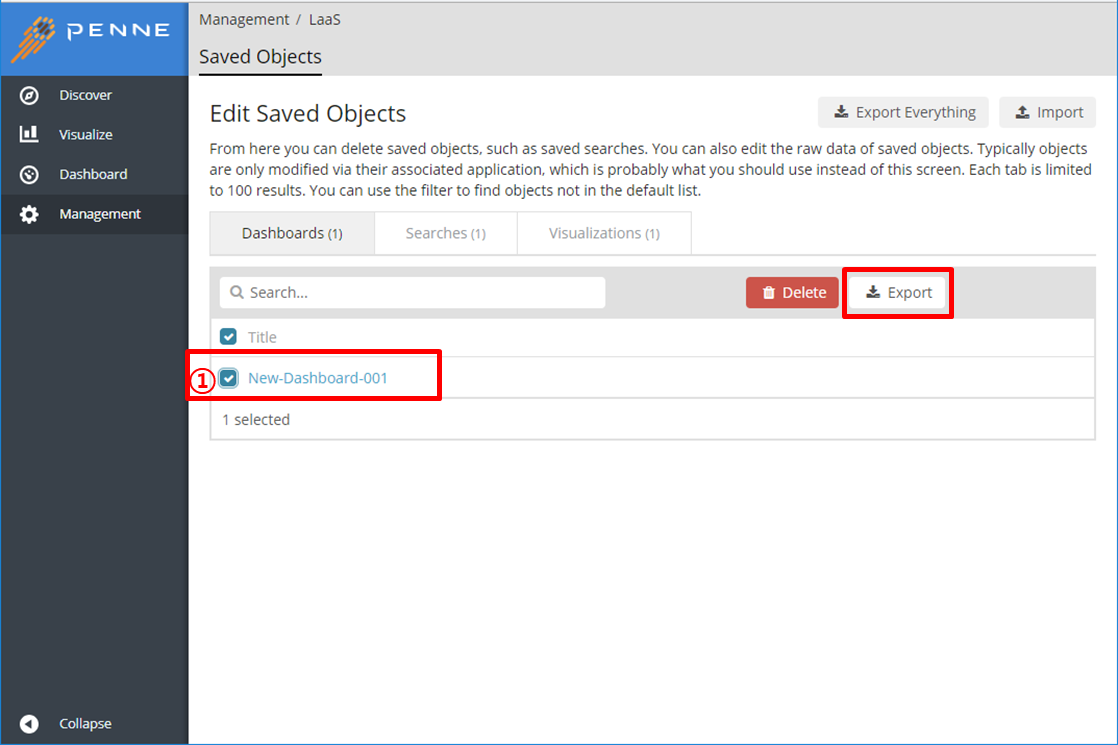 PENNE
Management / LaaS
Saved Objects
Discover
Visualize
Dashboard
Management
Edit Saved Objects
Export Everything
Import
From here you can delete saved objects, such as saved searches. You can also edit the raw data of saved objects. Typically objects
are only modified via their associated application, which is probably what you should use instead of this screen. Each tab is limited
to 100 results. You can use the filter to find objects not in the default list.
Dashboards (1)
Searches (1)
Visualizations (1)
Search...
Delete
Export
Title
① New-Dashboard-001
1 selected
Collapse